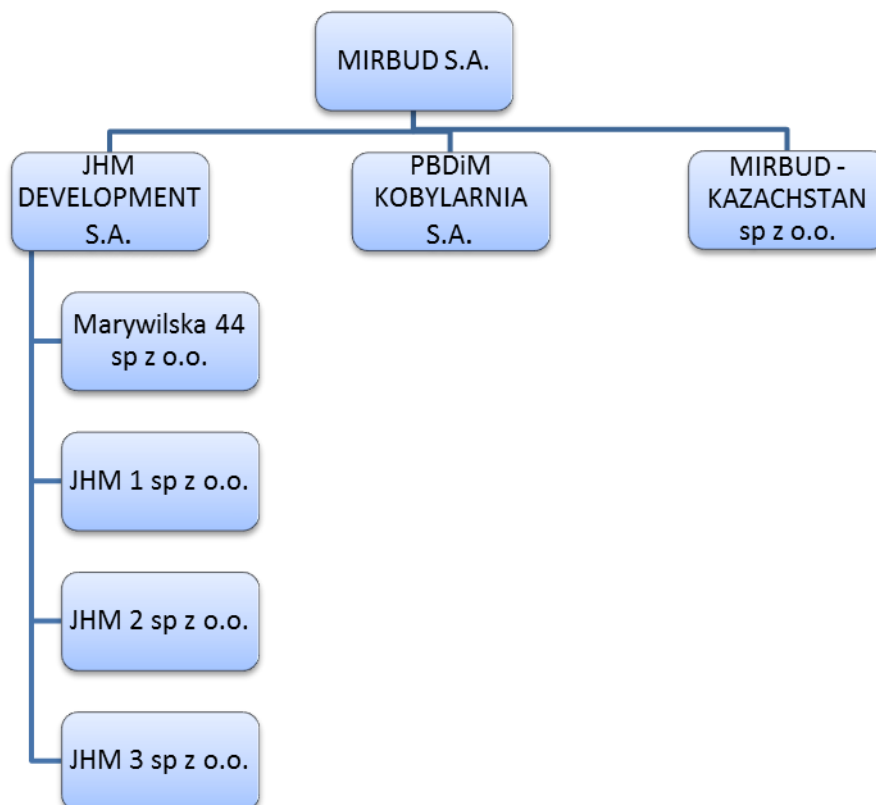 MIRBUD S.A.
JHM
DEVELOPMENT
S.A.
PBDiM
KOBYLARNIA
S.A.
MIRBUD -
KAZACHSTAN
sp z o.o.
Marywilska 44
sp z o.o.
JHM 1 sp z o.o.
JHM 2 sp z o.o.
JHM 3 sp z o.o.